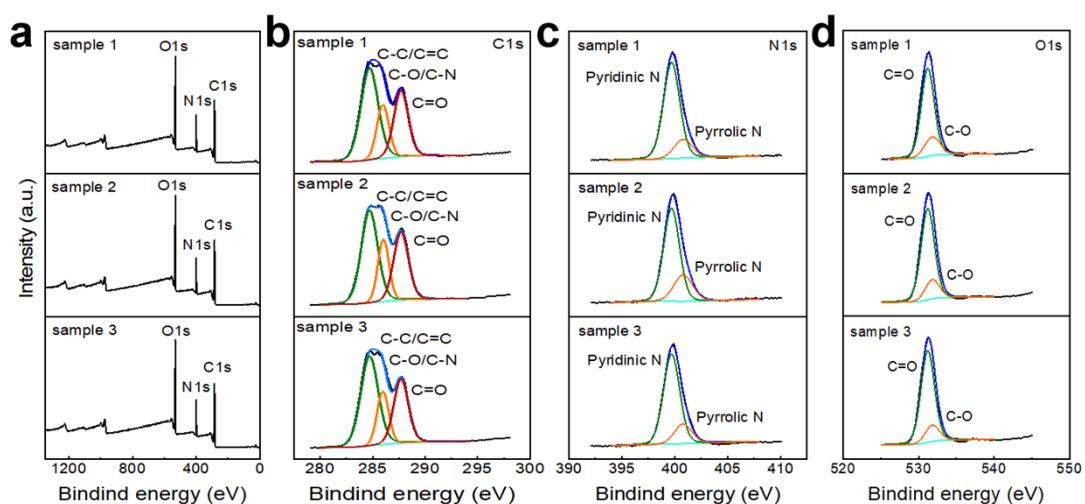 a
sample 1
O1s
N1s
C1s
sample 2
O1s
N1s
C1s
sample 3
O1s
N1s
C1s
Intensity (a.u.)
1200
800
400
0
Bindind energy (eV)
b
sample 1
C1s
C-C/C=C
C-O/C-N
C=O
sample 2
C-C/C=C
C-O/C-N
C=O
sample 3
C-C/C=C
C-O/C-N
C=O
280
285
290
295
300
Bindind energy (eV)
c
sample 1
N1s
Pyridinic N
Pyrrolic N
sample 2
Pyridinic N
Pyrrolic N
sample 3
Pyridinic N
Pyrrolic N
390
395
400
405
410
Bindind energy (eV)
d
sample 1
O1s
C=O
C-O
sample 2
C=O
C-O
sample 3
C=O
C-O
520
530
540
550
Bindind energy (eV)